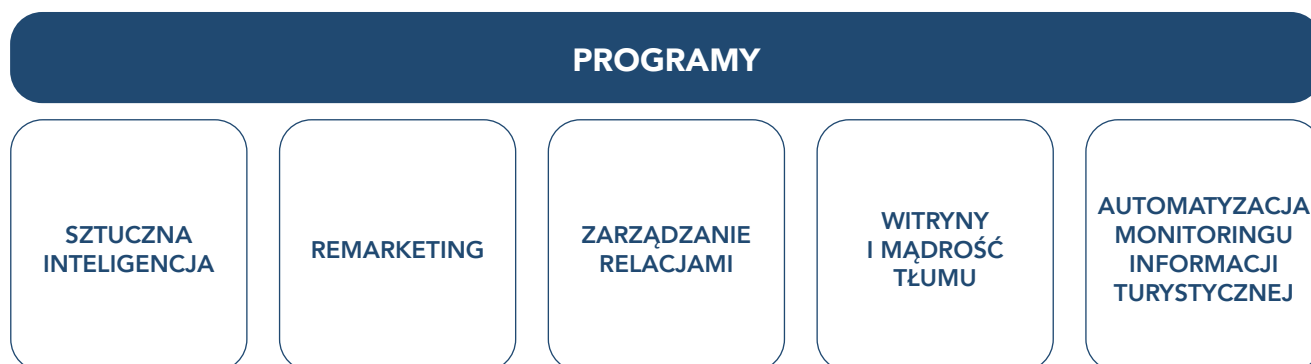 PROGRAMY
SZTUCZNA
INTELIGENCJA
REMARKETING
ZARZĄDZANIE
RELACJAMI
WITRYNY
I MĄDROŚĆ
TŁUMU
AUTOMATYZACJA
MONITORINGU
INFORMACJI
TURYSTYCZNEJ